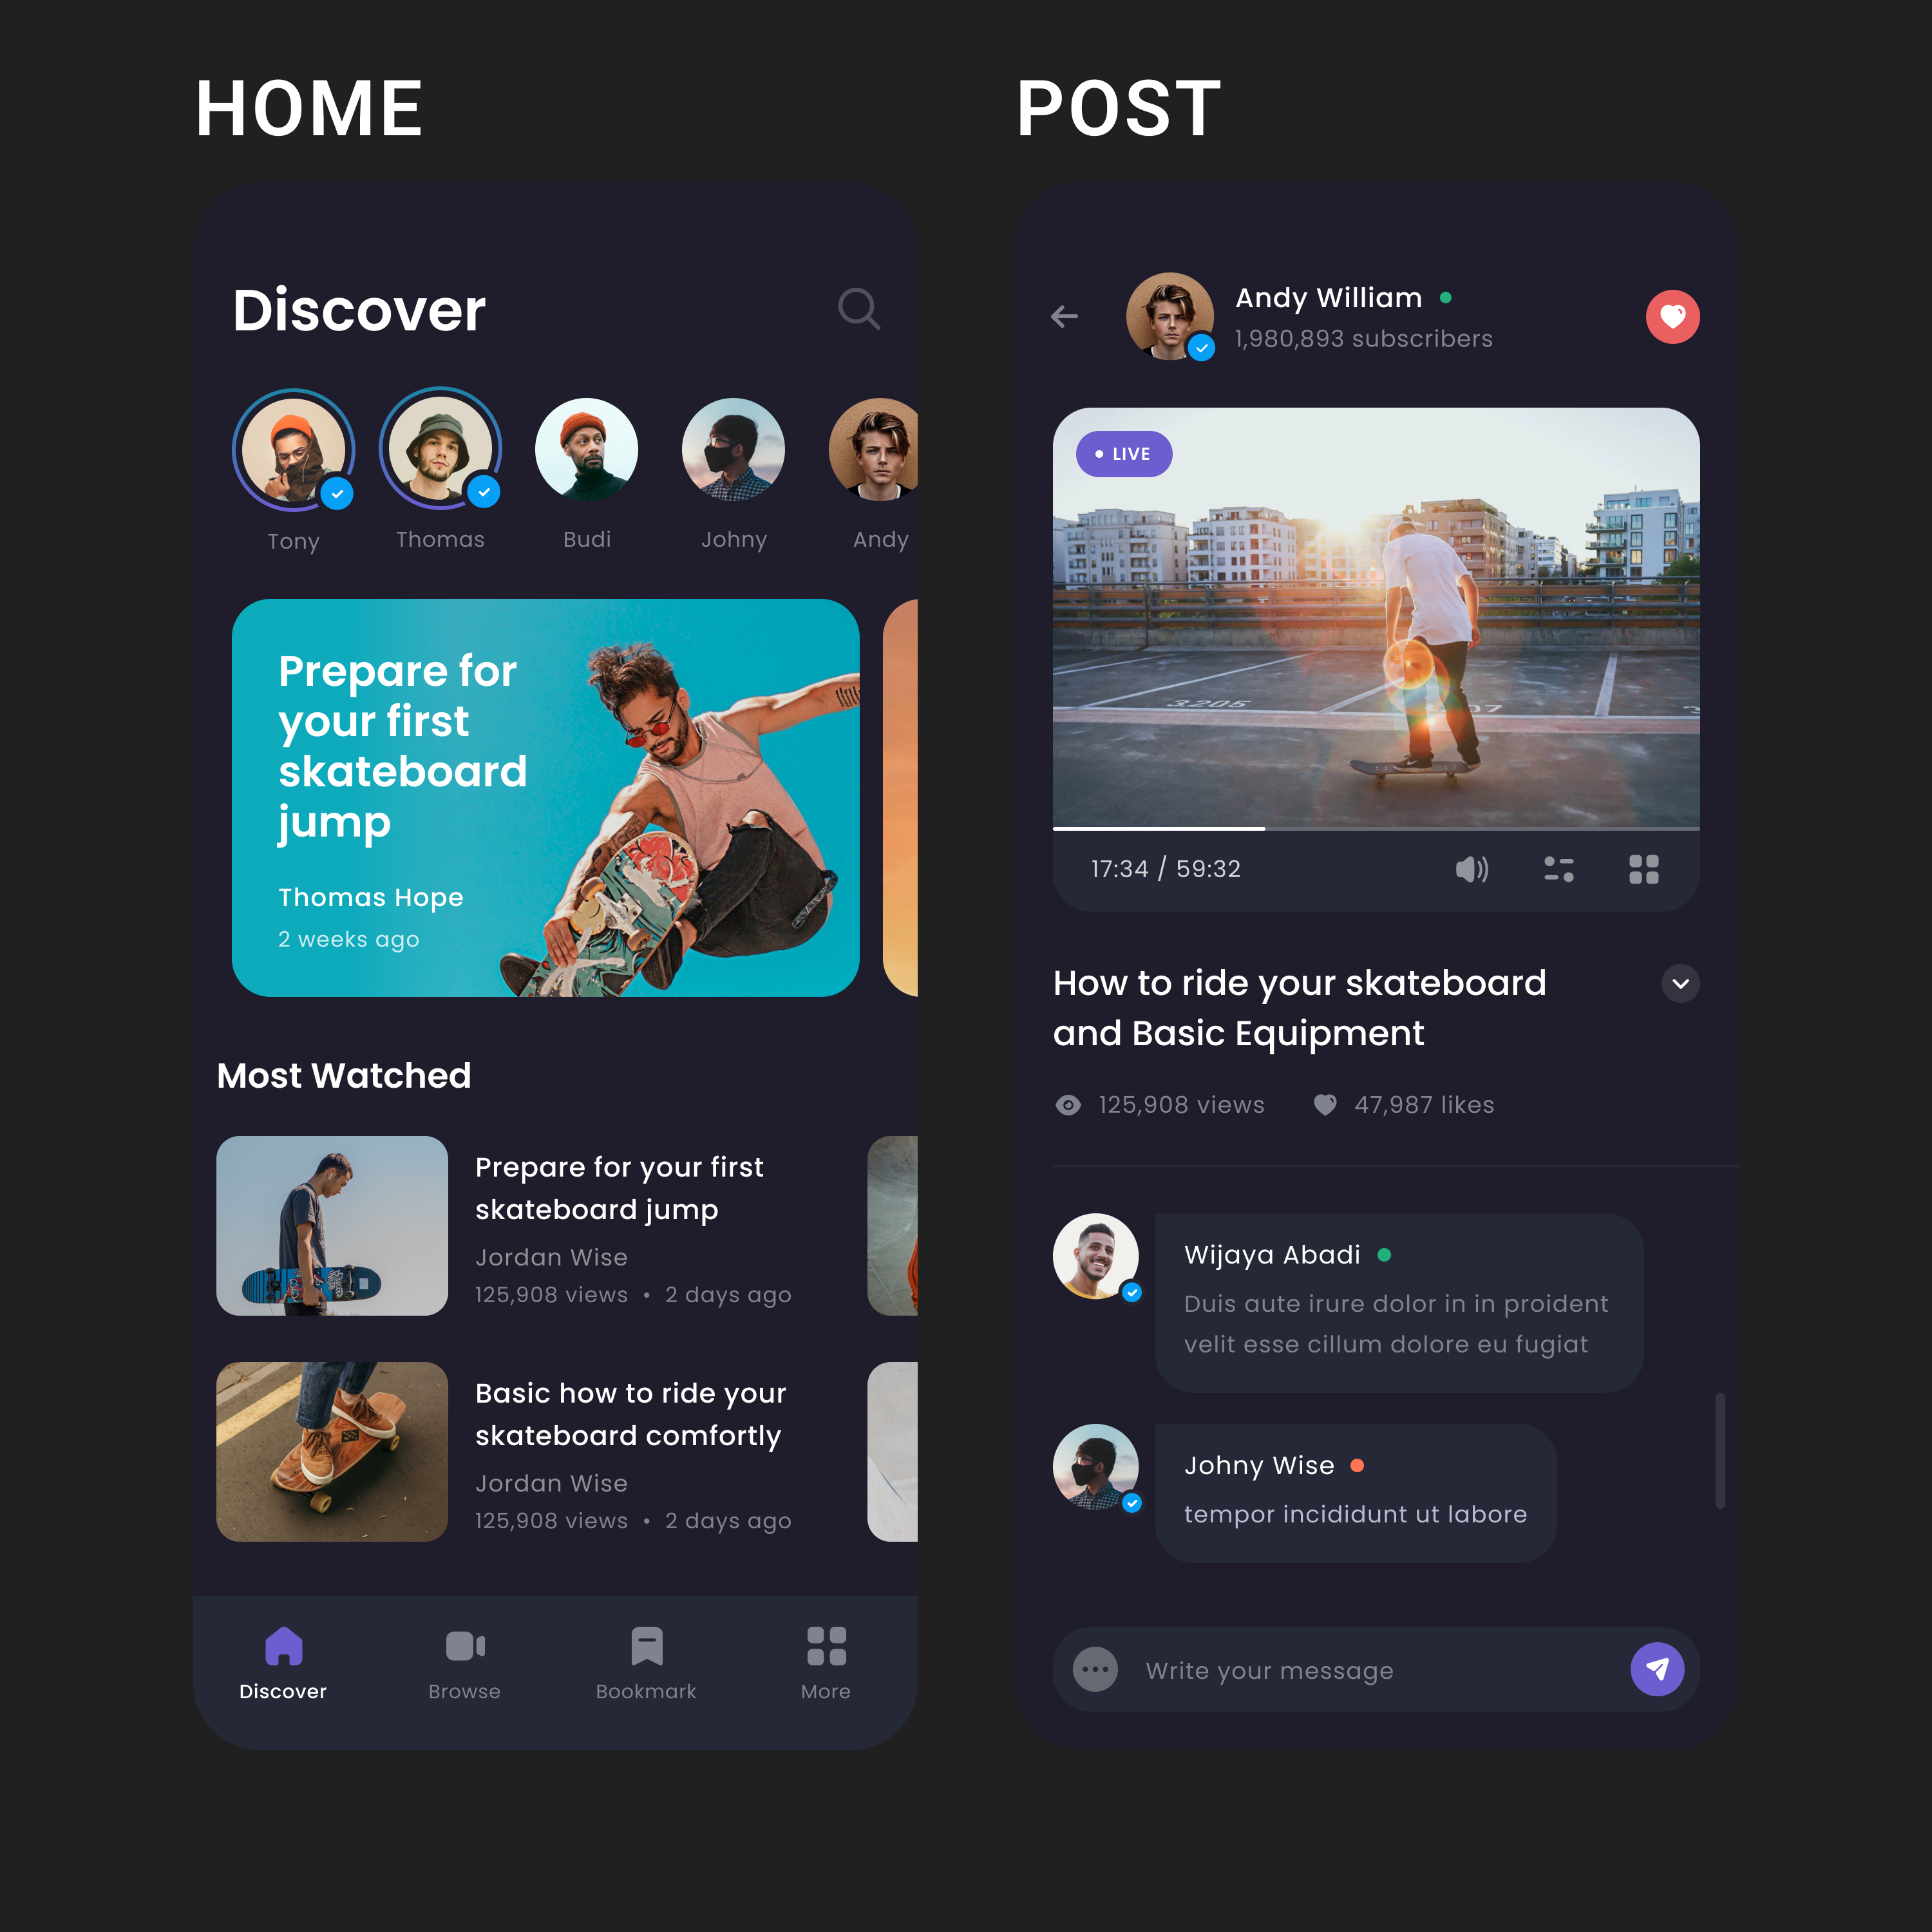 HOME
Discover
Tony
Thomas
Budi
Johny
Andy
Prepare for
your first
skateboard
jump
Thomas Hope
2 weeks ago
Most Watched
Prepare for your first
skateboard jump
Jordan Wise
125,908 views • 2 days ago
Basic how to ride your
skateboard comfortly
Jordan Wise
125,908 views • 2 days ago
Discover
Browse
Bookmark
More
POST
Andy William
1,980,893 subscribers
LIVE
3205
17:34 / 59:32
How to ride your skateboard
and Basic Equipment
125,908 views
47,987 likes
Wijaya Abadi
Duis aute irure dolor in in proident
velit esse cillum dolore eu fugiat
Johny Wise
tempor incididunt ut labore
Write your message